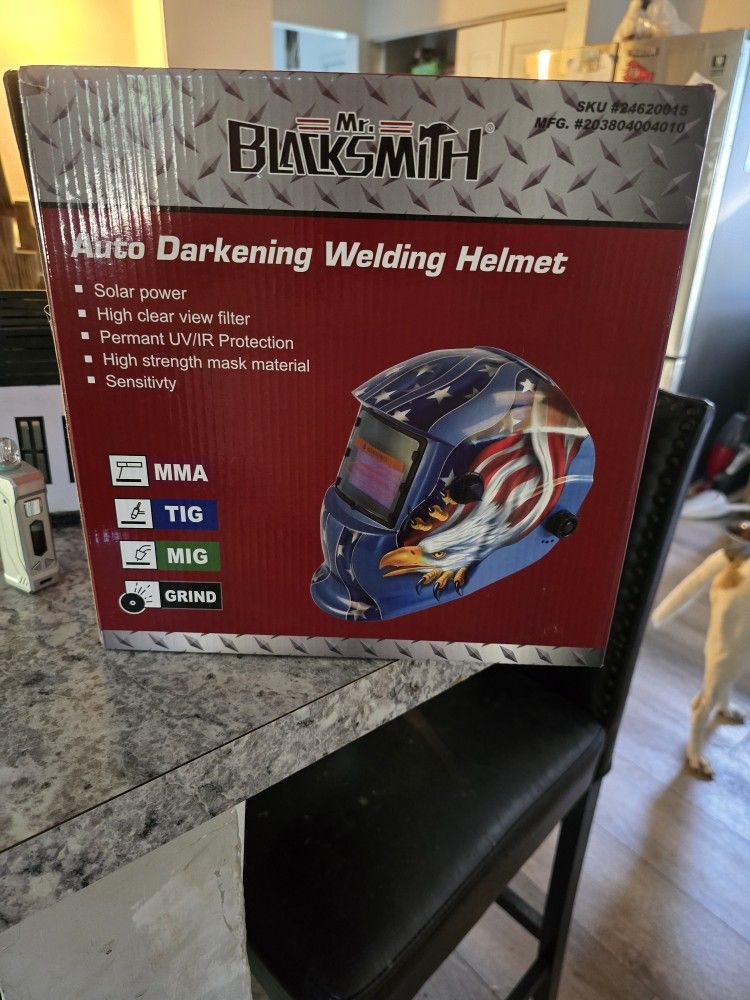 SKU #24620015
MFG. #203804004010
Mr.
BLACKSMITH®
Auto Darkening Welding Helmet
Solar power
High clear view filter
Permant UV/IR Protection
High strength mask material
Sensitivty
MMA
TIG
MIG
GRIND